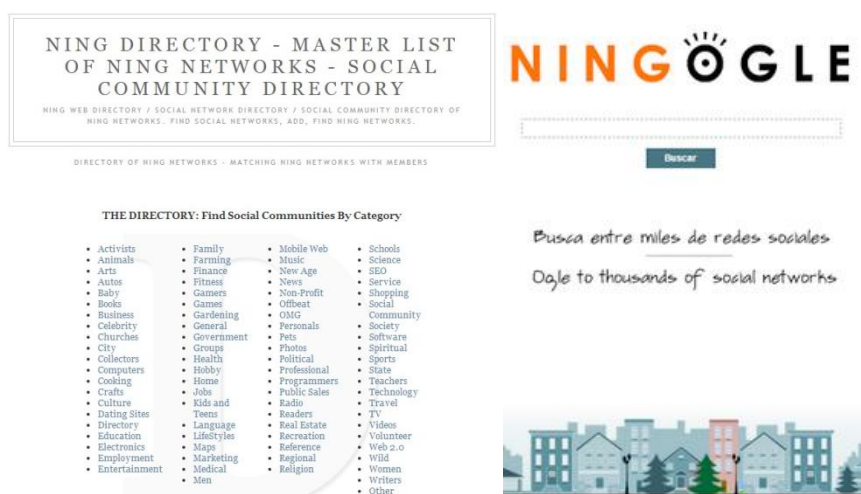 NING DIRECTORY - MASTER LIST
OF NING NETWORKS - SOCIAL
COMMUNITY DIRECTORY
NING WEB DIRECTORY / SOCIAL NETWORK DIRECTORY / SOCIAL COMMUNITY DIRECTORY OF
NING NETWORKS. FIND SOCIAL NETWORKS, ADD, FIND NING NETWORKS.
DIRECTORY OF NING NETWORKS - MATCHING NING NETWORKS WITH MEMBERS
THE DIRECTORY: Find Social Communities By Category
Activists
Animals
Arts
Autos
Baby
Books
Business
Celebrity
Churches
City
Collectors
Computers
Cooking
Crafts
Culture
Dating Sites
Directory
Education
Electronics
Employment
Entertainment
Family
Farming
Finance
Fitness
Gamers
Games
Gardening
General
Government
Groups
Health
Hobby
Home
Jobs
Kids and
Teens
Language
LifeStyles
Maps
Marketing
Medical
Men
Mobile Web
Music
New Age
News
Non-Profit
Offbeat
OMG
Personals
Pets
Photos
Political
Professional
Programmers
Public Sales
Radio
Readers
Real Estate
Recreation
Reference
Regional
Religion
Schools
Science
SEO
Service
Shopping
Social
Community
Society
Software
Spiritual
Sports
State
Teachers
Technology
Travel
TV
Videos
Volunteer
Web 2.0
Wild
Women
Writers
Other
NINGOGLE
Buscar
Busca entre miles de redes sociales
Ogle to thousands of social networks